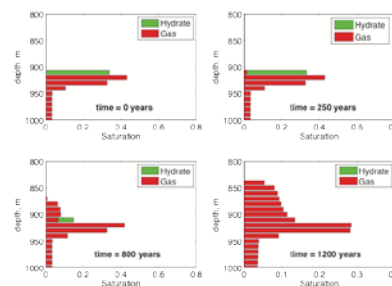 800
850
900
950
1000
depth, m
Hydrate
Gas
time = 0 years
0 0.2 0.4 0.6 0.8
Saturation
800
850
900
950
1000
depth, m
Hydrate
Gas
time = 250 years
0 0.2 0.4 0.6 0.8
Saturation
800
850
900
950
1000
depth, m
Hydrate
Gas
time = 800 years
0 0.2 0.4 0.6 0.8
Saturation
800
850
900
950
1000
depth, m
Hydrate
Gas
time = 1200 years
0 0.1 0.2 0.3 0.4
Saturation